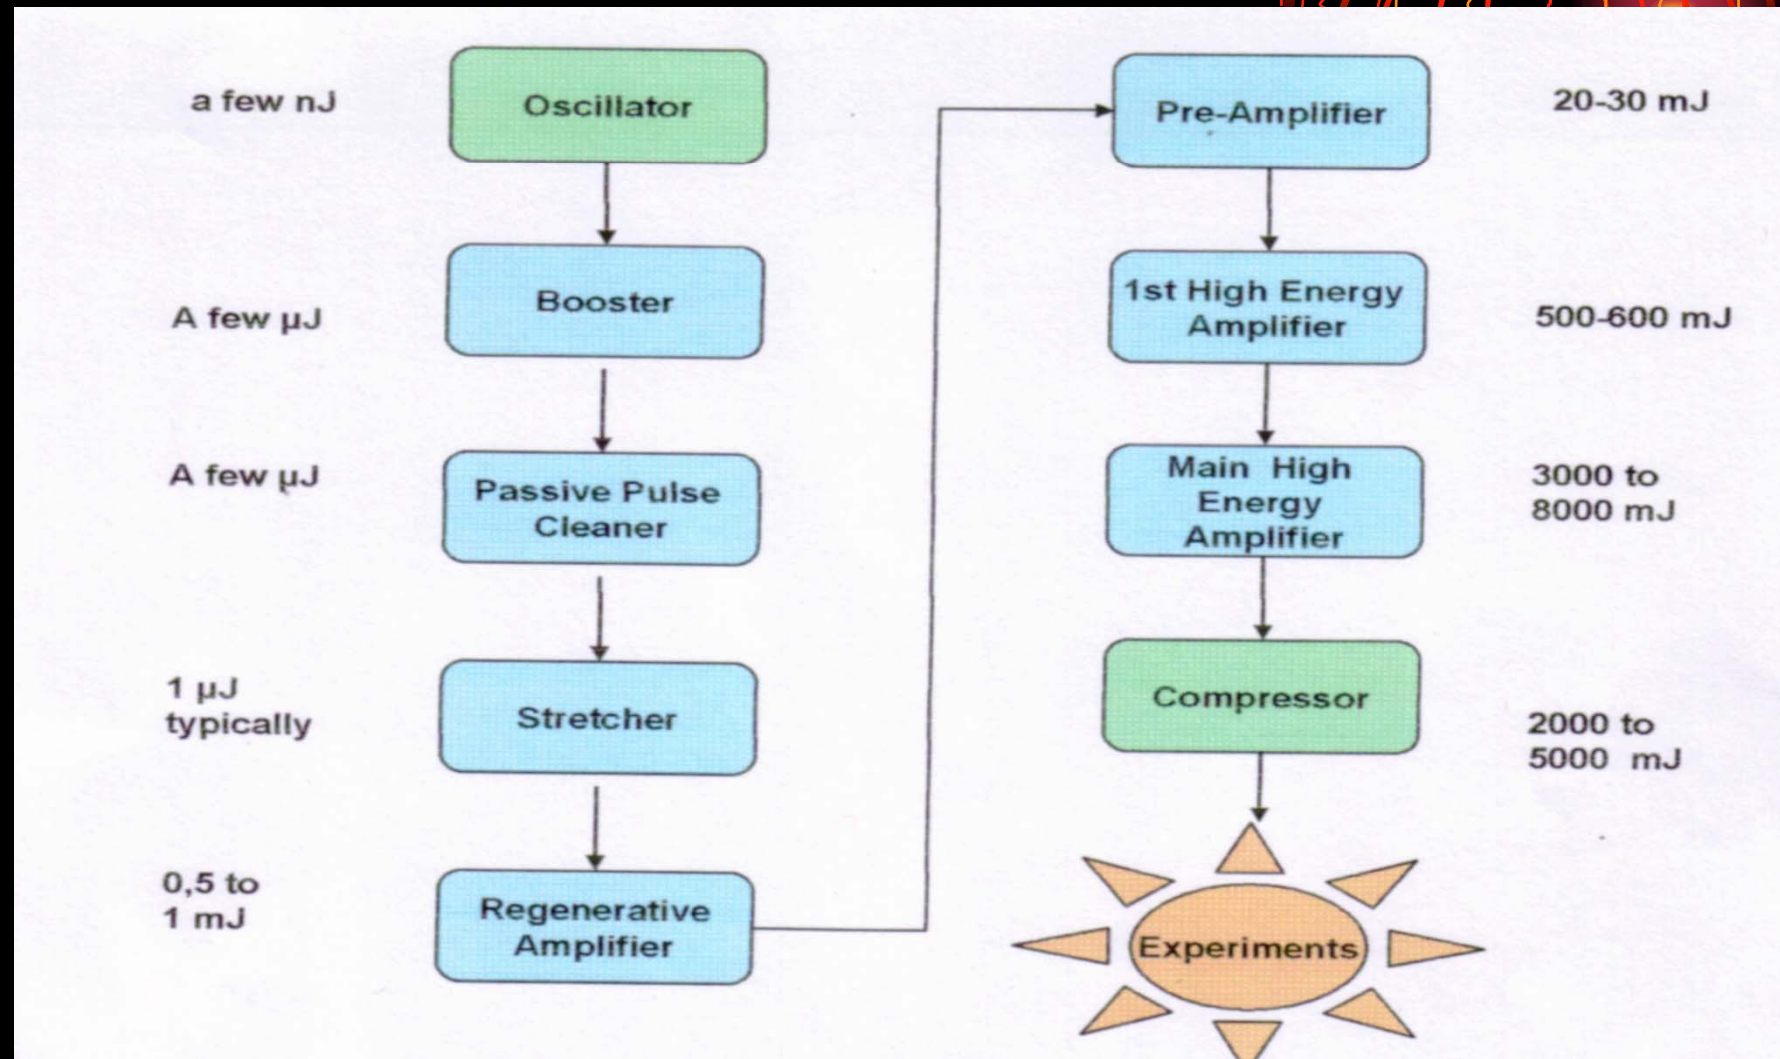 a few nJ
Oscillator
A few µJ
Booster
A few µJ
Passive Pulse
Cleaner
1 µJ
typically
Stretcher
0,5 to
1 mJ
Regenerative
Amplifier
Pre-Amplifier
20-30 mJ
1st High Energy
Amplifier
500-600 mJ
Main High
Energy
Amplifier
3000 to
8000 mJ
Compressor
2000 to
5000 mJ
Experiments